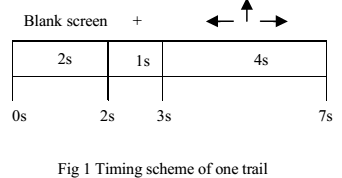 Blank screen +
2s 1s 4s
0s 2s 3s 7s
Fig 1 Timing scheme of one trail